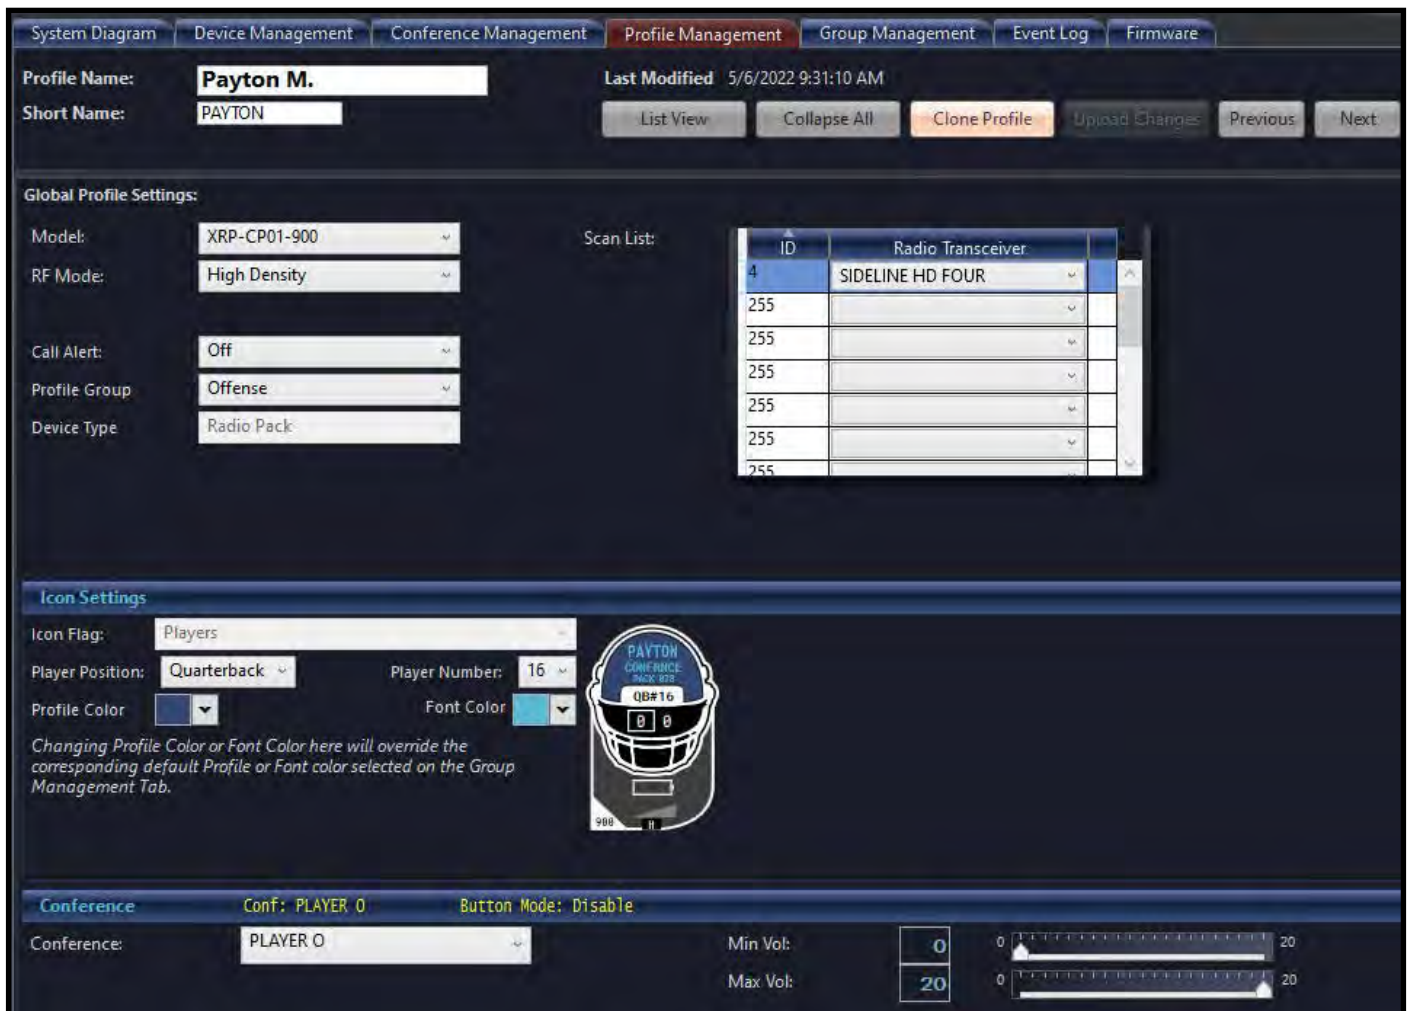 System Diagram Device Management Conference Management Profile Management Group Management Event Log Firmware
Profile Name: Payton M. Last Modified 5/6/2022 9:31:10 AM
Short Name: PAYTON List View Collapse All Clone Profile Upload Changes Previous Next
Global Profile Settings:
Model: XRP-CP01-900 Scan List: ID Radio Transceiver
RF Mode: High Density 4 SIDELINE HD FOUR
255
255
Call Alert: Off
255
Profile Group Offense
255
Device Type Radio Pack
255
255
Icon Settings
Icon Flag: Players
Player Position: Quarterback Player Number: 16
Profile Color Font Color
Changing Profile Color or Font Color here will override the
corresponding default Profile or Font color selected on the Group
Management Tab.
PAYTON
CONFRNCE
PACK 878
QB#16
0 0
900 H
Conference Conf: PLAYER O Button Mode: Disable
Conference: PLAYER O Min Vol: 0 0 20
Max Vol: 20 0 20